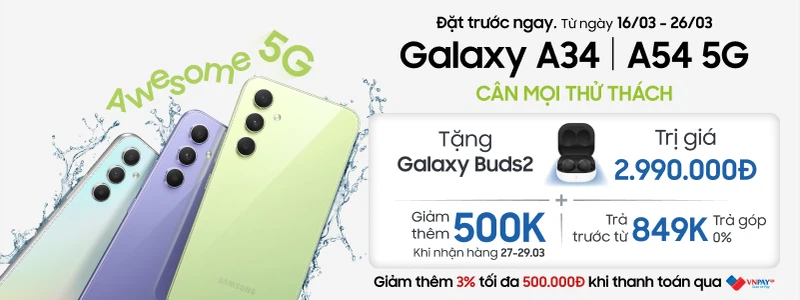 Awesome 5G
Đặt trước ngay. Từ ngày 16/03 - 26/03
Galaxy A34 | A54 5G
CÂN MỌI THỬ THÁCH
Tặng
Galaxy Buds2
Trị giá
2.990.000Đ
+
Giảm
thêm
500K
Khi nhận hàng 27-29.03
Trả
trước từ
849K
Trả góp
0%
Giảm thêm 3% tối đa 500.000Đ khi thanh toán qua VNPAY
SAMSUNG